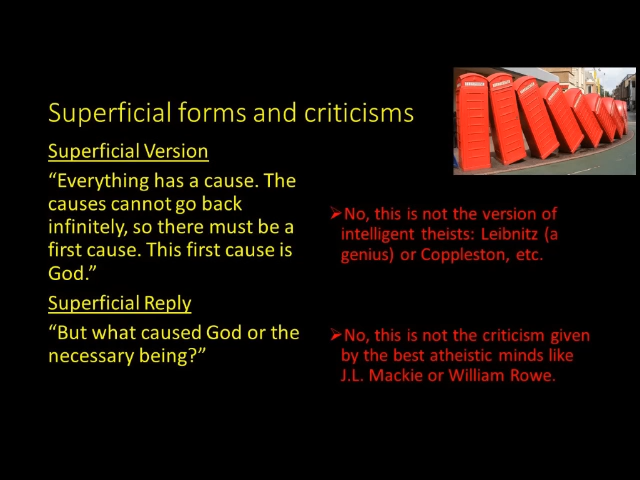 Superficial forms and criticisms
Superficial Version
“Everything has a cause. The
causes cannot go back
infinitely, so there must be a
first cause. This first cause is
God.”
Superficial Reply
“But what caused God or the
necessary being?”
➢No, this is not the version of
intelligent theists: Leibnitz (a
genius) or Coppleston, etc.
➢No, this is not the criticism given
by the best atheistic minds like
J.L. Mackie or William Rowe.